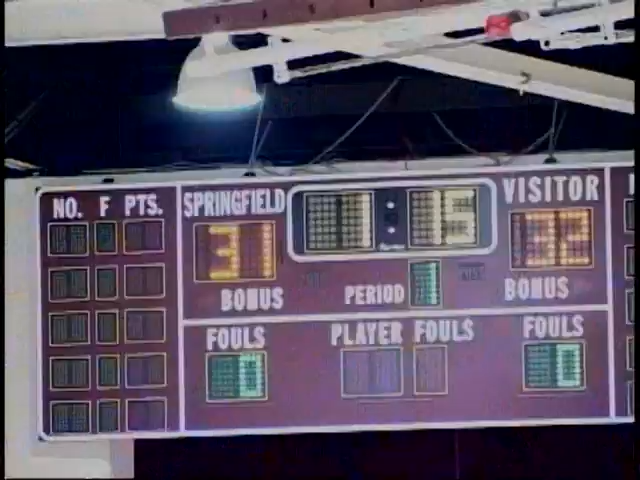 NO. F PTS. SPRINGFIELD VISITOR
31 32
BONUS PERIOD BONUS
FOULS PLAYER FOULS FOULS